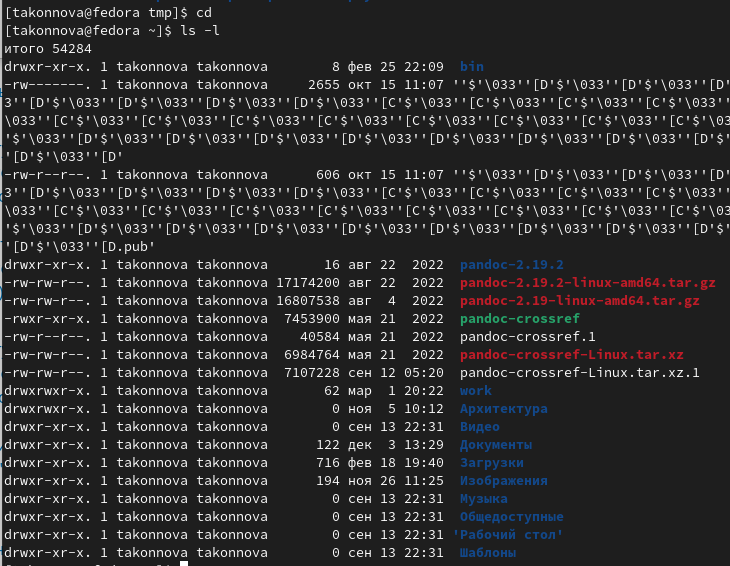 [takonnova@fedora tmp]$ cd
[takonnova@fedora ~]$ ls -l
итого 54284
drwxr-xr-x. 1 takonnova takonnova        8 фев 25 22:09  bin
-rw-------. 1 takonnova takonnova     2655 окт 15 11:07 ''$'\033''[D'$'\033''[D'$'\033''[D'
3''[D'$'\033''[D'$'\033''[D'$'\033''[D'$'\033''[C'$'\033''[C'$'\033''[C'$'\033''[C'$'\033''
\033''[C'$'\033''[C'$'\033''[C'$'\033''[C'$'\033''[C'$'\033''[C'$'\033''[C'$'\033''[C'$'\0
'$'\033''[D'$'\033''[D'$'\033''[D'$'\033''[D'$'\033''[D'$'\033''[D'$'\033''[D'$'\033''[D'$
'[D'$'\033''[D'
-rw-r--r--. 1 takonnova takonnova      606 окт 15 11:07 ''$'\033''[D'$'\033''[D'$'\033''[D'
3''[D'$'\033''[D'$'\033''[D'$'\033''[D'$'\033''[C'$'\033''[C'$'\033''[C'$'\033''[C'$'\033''
\033''[C'$'\033''[C'$'\033''[C'$'\033''[C'$'\033''[C'$'\033''[C'$'\033''[C'$'\033''[C'$'\0
'$'\033''[D'$'\033''[D'$'\033''[D'$'\033''[D'$'\033''[D'$'\033''[D'$'\033''[D'$'\033''[D'$
'[D'$'\033''[D.pub'
drwxr-xr-x. 1 takonnova takonnova       16 авг 22  2022  pandoc-2.19.2
-rw-rw-r--. 1 takonnova takonnova 17174200 авг 22  2022  pandoc-2.19.2-linux-amd64.tar.gz
-rw-rw-r--. 1 takonnova takonnova 16807538 авг  4  2022  pandoc-2.19-linux-amd64.tar.gz
-rwxr-xr-x. 1 takonnova takonnova  7453900 мая 21  2022  pandoc-crossref
-rw-r--r--. 1 takonnova takonnova    40584 мая 21  2022  pandoc-crossref.1
-rw-rw-r--. 1 takonnova takonnova  6984764 мая 21  2022  pandoc-crossref-Linux.tar.xz
-rw-rw-r--. 1 takonnova takonnova  7107228 сен 12 05:20  pandoc-crossref-Linux.tar.xz.1
drwxrwxr-x. 1 takonnova takonnova       62 мар  1 20:22  work
drwxrwxr-x. 1 takonnova takonnova        0 ноя  5 10:12  Архитектура
drwxr-xr-x. 1 takonnova takonnova        0 сен 13 22:31  Видео
drwxr-xr-x. 1 takonnova takonnova      122 дек  3 13:29  Документы
drwxr-xr-x. 1 takonnova takonnova      716 фев 18 19:40  Загрузки
drwxr-xr-x. 1 takonnova takonnova      194 ноя 26 11:25  Изображения
drwxr-xr-x. 1 takonnova takonnova        0 сен 13 22:31  Музыка
drwxr-xr-x. 1 takonnova takonnova        0 сен 13 22:31  Общедоступные
drwxr-xr-x. 1 takonnova takonnova        0 сен 13 22:31 'Рабочий стол'
drwxr-xr-x. 1 takonnova takonnova        0 сен 13 22:31  Шаблоны